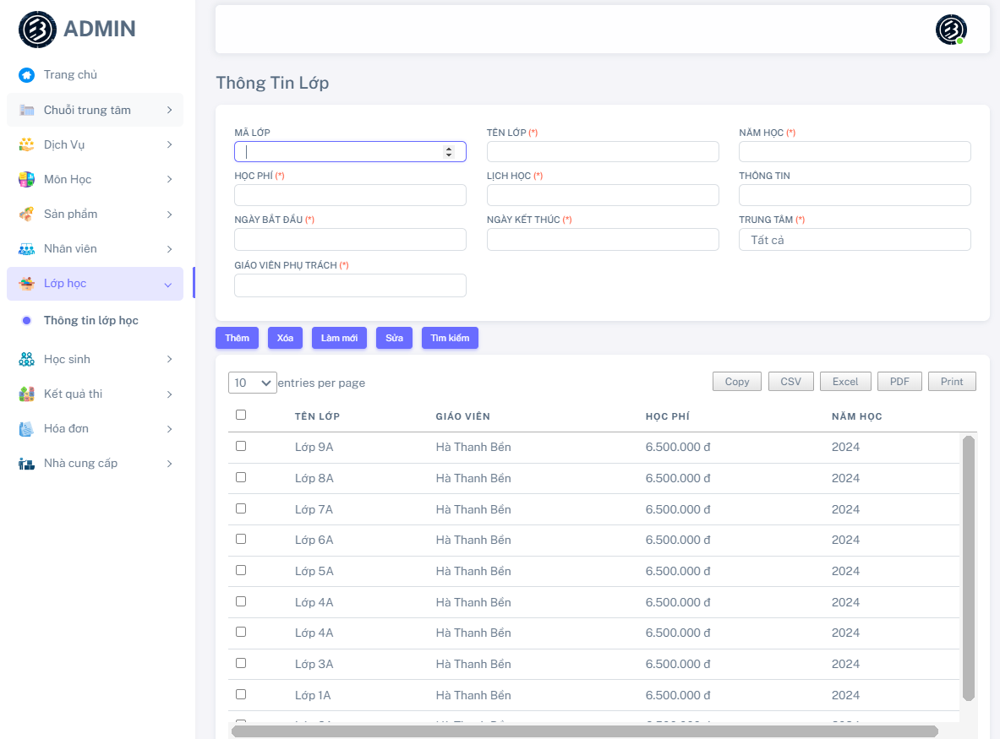 ADMIN
Trang chủ
Chuỗi trung tâm
Dịch Vụ
Môn Học
Sản phẩm
Nhân viên
Lớp học
Thông tin lớp học
Học sinh
Kết quả thi
Hóa đơn
Nhà cung cấp
Thông Tin Lớp
MÃ LỚP TÊN LỚP (*) NĂM HỌC (*)
HỌC PHÍ (*) LỊCH HỌC (*) THÔNG TIN
NGÀY BẮT ĐẦU (*) NGÀY KẾT THÚC (*) TRUNG TÂM (*)
Tất cả
GIÁO VIÊN PHỤ TRÁCH (*)
Thêm Xóa Làm mới Sửa Tìm kiếm
10 entries per page Copy CSV Excel PDF Print
TÊN LỚP GIÁO VIÊN HỌC PHÍ NĂM HỌC
Lớp 9A Hà Thanh Bền 6.500.000 đ 2024
Lớp 8A Hà Thanh Bền 6.500.000 đ 2024
Lớp 7A Hà Thanh Bền 6.500.000 đ 2024
Lớp 6A Hà Thanh Bền 6.500.000 đ 2024
Lớp 5A Hà Thanh Bền 6.500.000 đ 2024
Lớp 4A Hà Thanh Bền 6.500.000 đ 2024
Lớp 4A Hà Thanh Bền 6.500.000 đ 2024
Lớp 3A Hà Thanh Bền 6.500.000 đ 2024
Lớp 1A Hà Thanh Bền 6.500.000 đ 2024